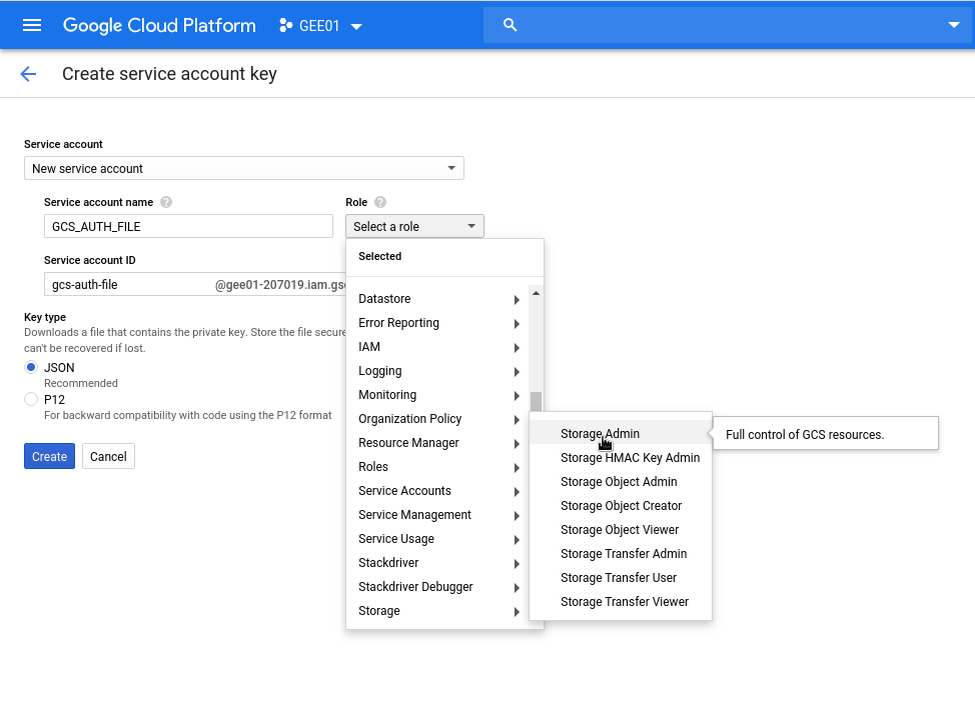 Google Cloud Platform
GEE01
Create service account key
Service account
New service account
Service account name ?
Role ?
GCS_AUTH_FILE
Select a role
Service account ID
gcs-auth-file
@gee01-207019.iam.gse
Key type
Downloads a file that contains the private key. Store the file secure
can't be recovered if lost.
JSON
Recommended
P12
For backward compatibility with code using the P12 format
Create
Cancel
Selected
Datastore
Error Reporting
IAM
Logging
Monitoring
Organization Policy
Resource Manager
Roles
Service Accounts
Service Management
Service Usage
Stackdriver
Stackdriver Debugger
Storage
Storage Admin
Storage HMAC Key Admin
Storage Object Admin
Storage Object Creator
Storage Object Viewer
Storage Transfer Admin
Storage Transfer User
Storage Transfer Viewer
Full control of GCS resources.